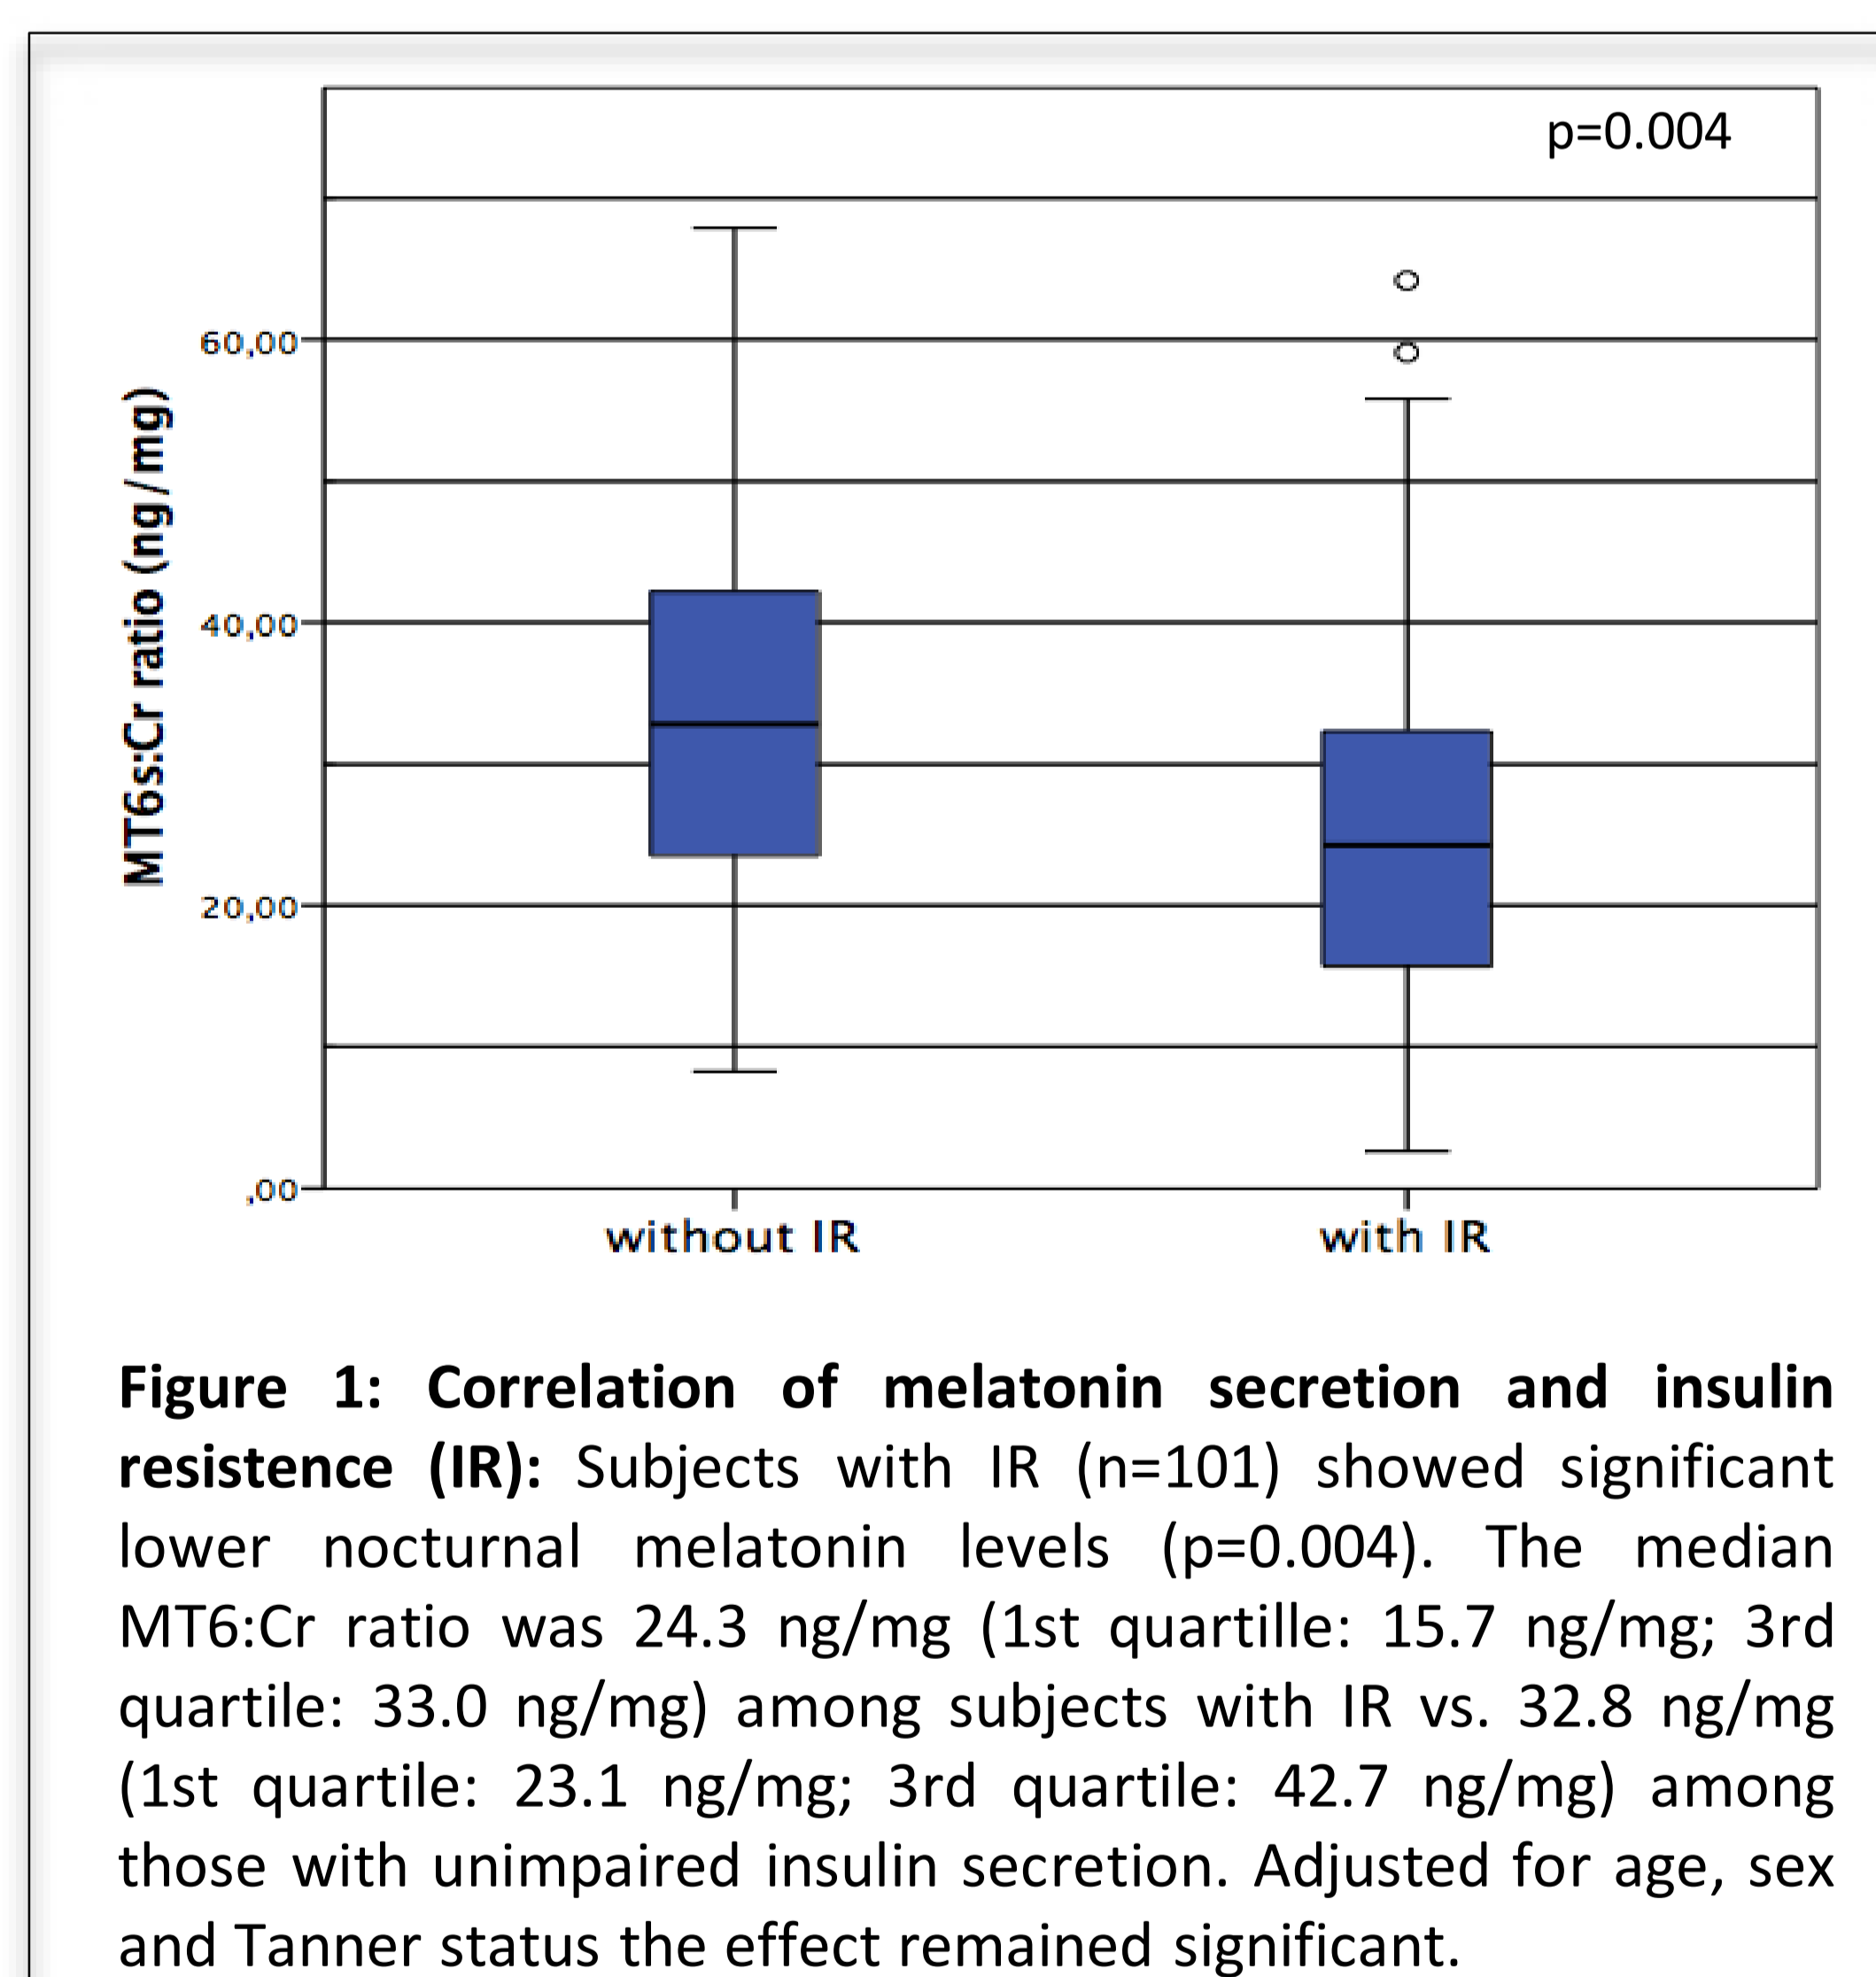 p=0.004
60,00
40,00
20,00
,00
MT6s:Cr ratio (ng/mg)
without IR
with IR
Figure 1: Correlation of melatonin secretion and insulin
resistence (IR): Subjects with IR (n=101) showed significant
lower nocturnal melatonin levels (p=0.004). The median
MT6:Cr ratio was 24.3 ng/mg (1st quartille: 15.7 ng/mg; 3rd
quartile: 33.0 ng/mg) among subjects with IR vs. 32.8 ng/mg
(1st quartile: 23.1 ng/mg; 3rd quartile: 42.7 ng/mg) among
those with unimpaired insulin secretion. Adjusted for age, sex
and Tanner status the effect remained significant.